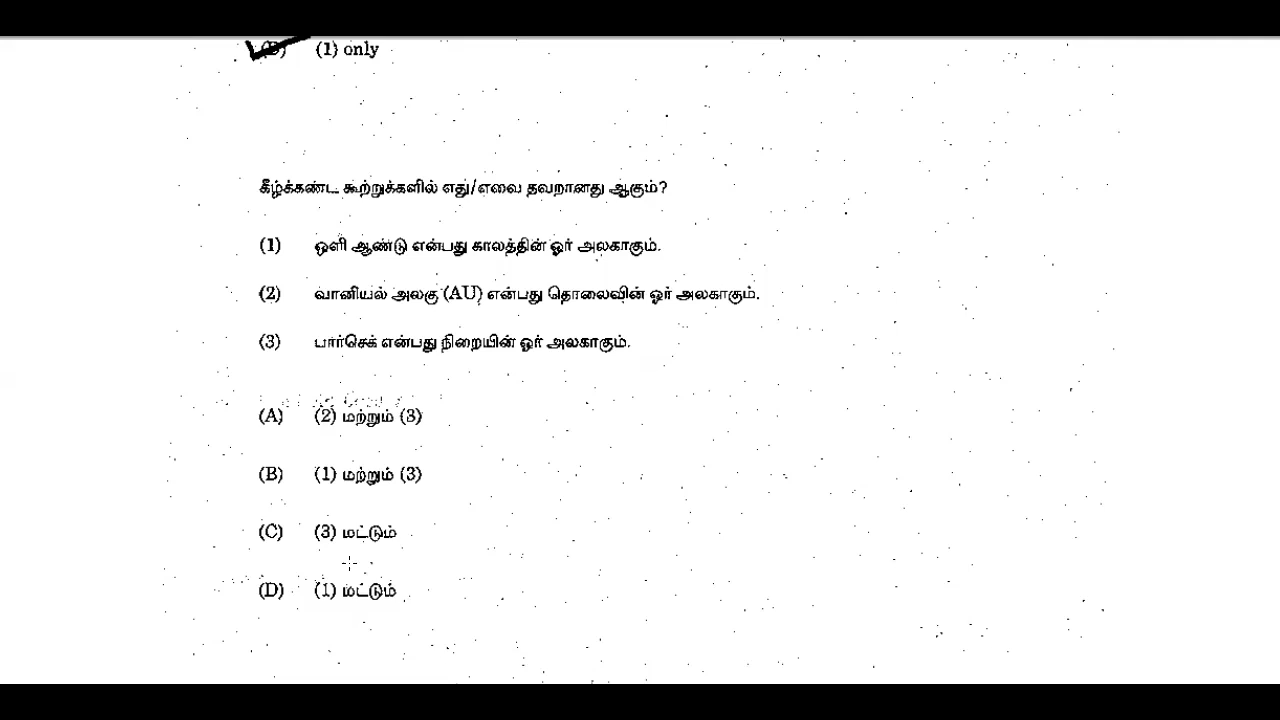 (D) (1) only
கீழ்க்கண்ட கூற்றுக்களில் எது/எவை தவறானது ஆகும்?
(1) ஒளி ஆண்டு என்பது காலத்தின் ஓர் அலகாகும்.
(2) வானியல் அலகு (AU) என்பது தொலைவின் ஓர் அலகாகும்.
(3) பார்செக் என்பது நிறையின் ஓர் அலகாகும்.
(A) (2) மற்றும் (3)
(B) (1) மற்றும் (3)
(C) (3) மட்டும்
(D) (1) மட்டும்